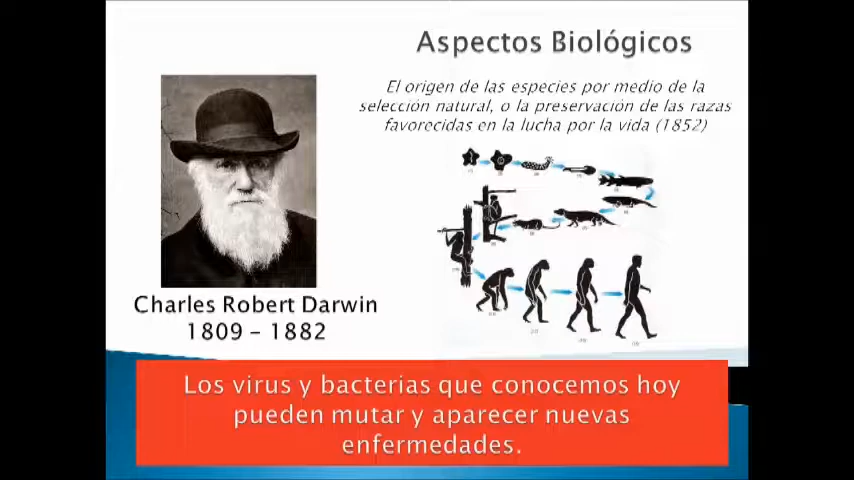 Aspectos Biológicos
El origen de las especies por medio de la
selección natural, o la preservación de las razas
favorecidas en la lucha por la vida (1852)
Charles Robert Darwin
1809 – 1882
Los virus y bacterias que conocemos hoy
pueden mutar y aparecer nuevas
enfermedades.